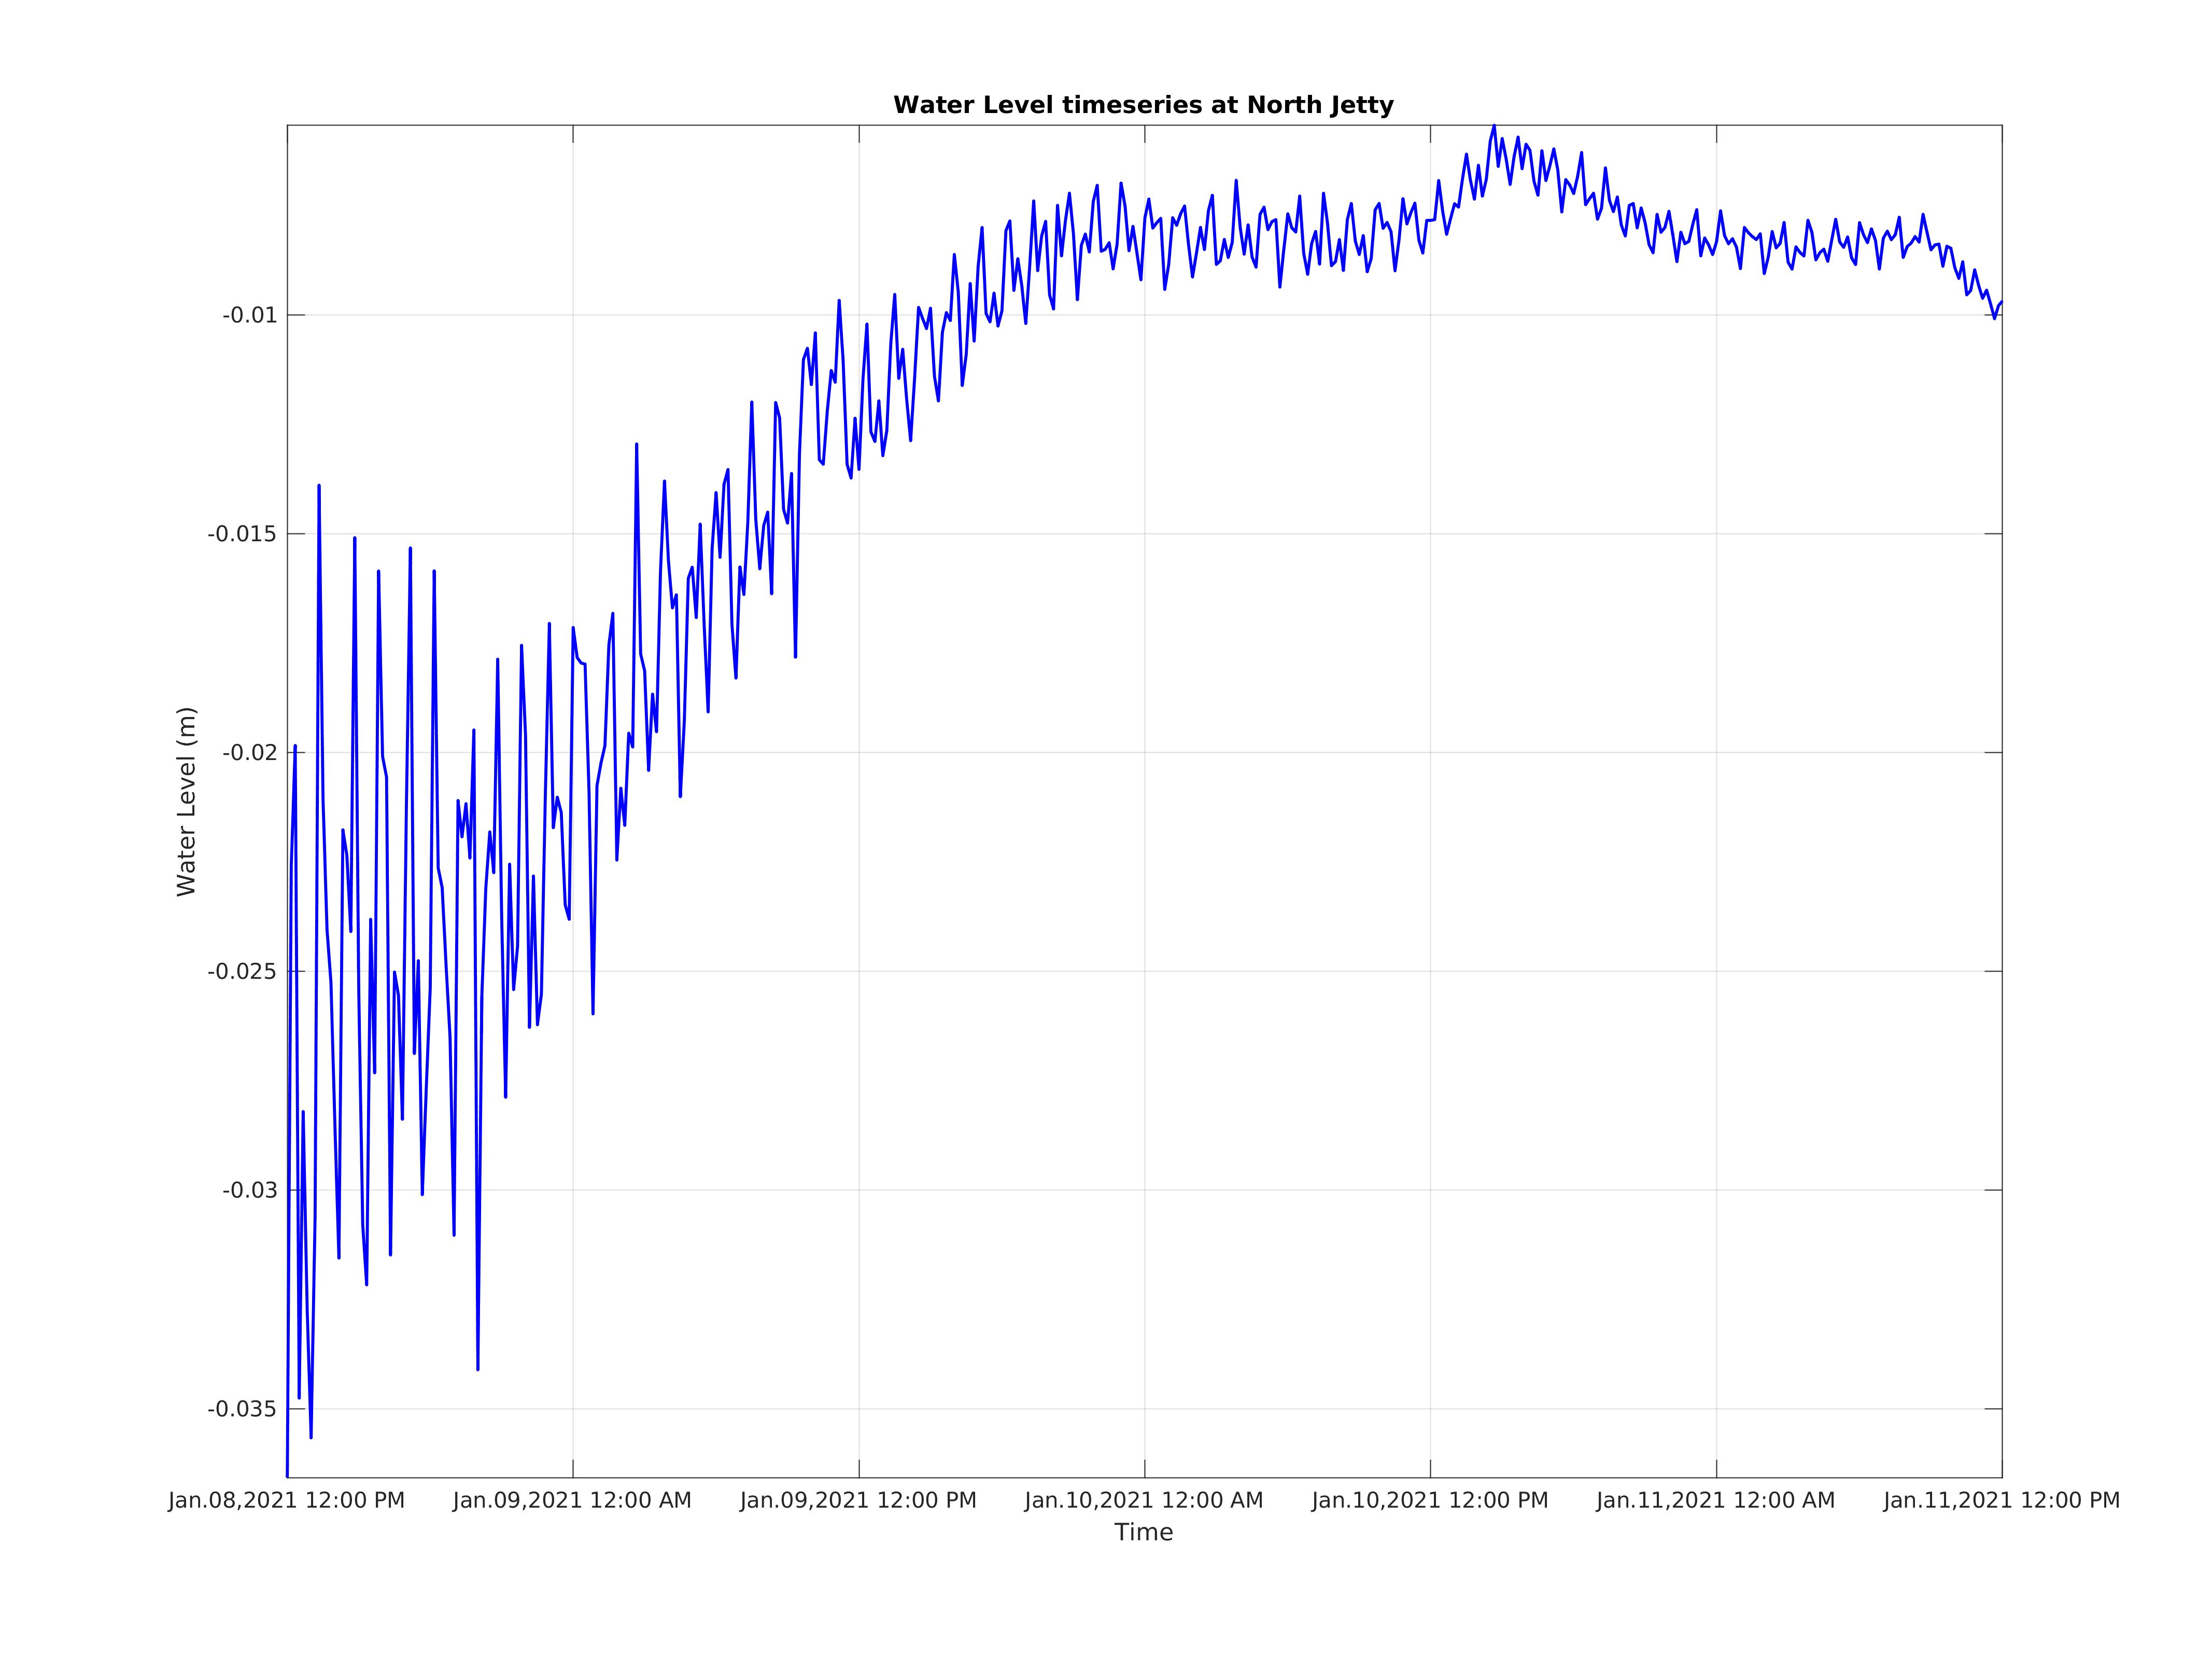 Water Level timeseries at North Jetty
-0.01
-0.015
-0.02
-0.025
-0.03
-0.035
Water Level (m)
Jan.08,2021 12:00 PM
Jan.09,2021 12:00 AM
Jan.09,2021 12:00 PM
Jan.10,2021 12:00 AM
Jan.10,2021 12:00 PM
Jan.11,2021 12:00 AM
Jan.11,2021 12:00 PM
Time